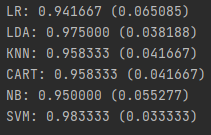 LR: 0.941667 (0.065085)
LDA: 0.975000 (0.038188)
KNN: 0.958333 (0.041667)
CART: 0.958333 (0.041667)
NB: 0.950000 (0.055277)
SVM: 0.983333 (0.033333)